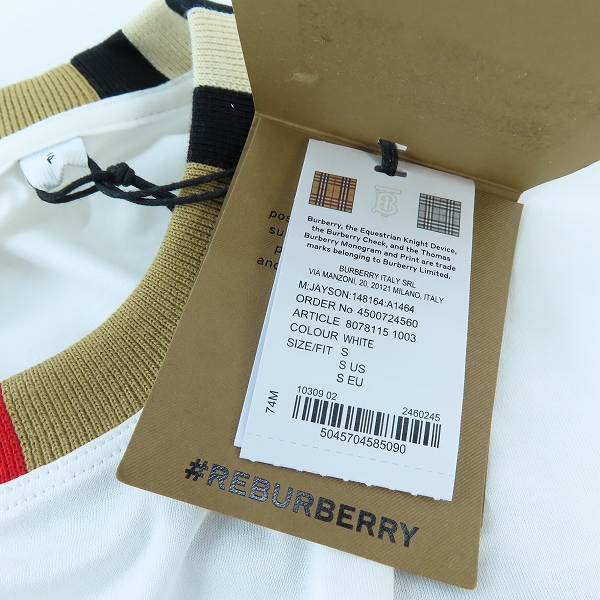 Burberry, the Equestrian Knight Device,
the Burberry Check, and the Thomas
Burberry Monogram and Print are trade
marks belonging to Burberry Limited.
BURBERRY ITALY SRL
VIA MANZONI, 20, 20121 MILANO, ITALY
M:JAYSON:148164:A1464
ORDER No 4500724560
ARTICLE 8078115 1003
COLOUR WHITE
SIZE/FIT S
S US
S EU
74M
10309 02 2460245
5045704585090
#REBURBERRY